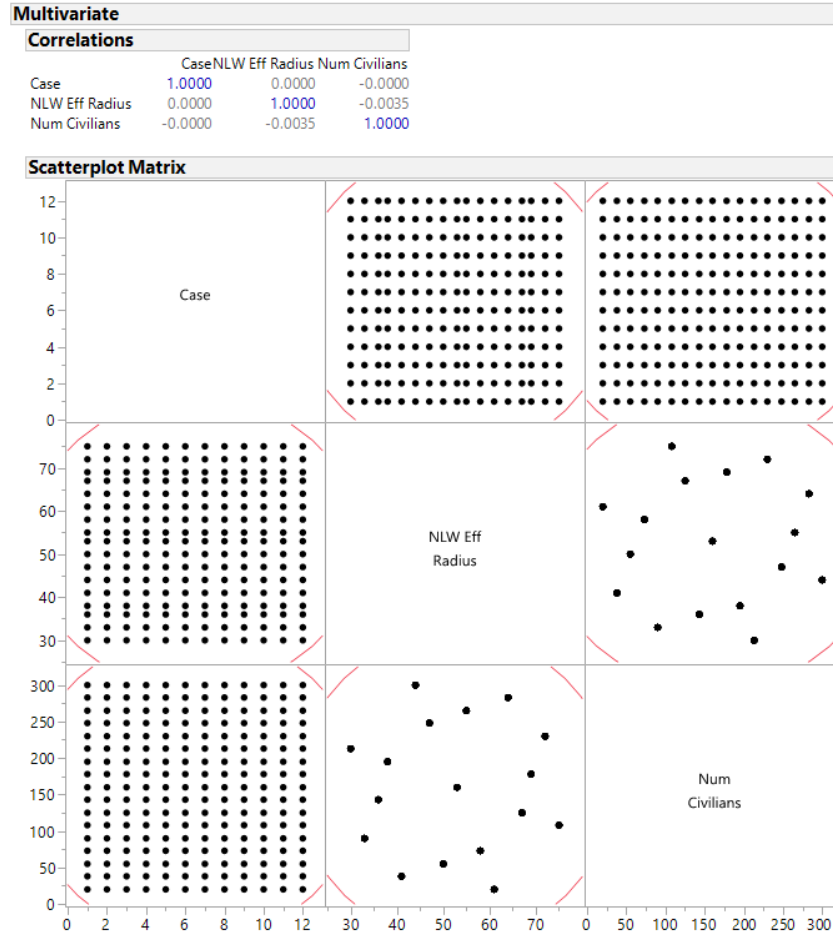 Multivariate
Correlations
Case NLW Eff Radius Num Civilians
Case 1.0000 0.0000 -0.0000
NLW Eff Radius 0.0000 1.0000 -0.0035
Num Civilians -0.0000 -0.0035 1.0000
Scatterplot Matrix
12
10
8
6
4
2
0
Case
70
60
50
40
30
NLW Eff
Radius
300
250
200
150
100
50
0
Num
Civilians
0 2 4 6 8 10 12 30 40 50 60 70 0 50 100 150 200 250 300